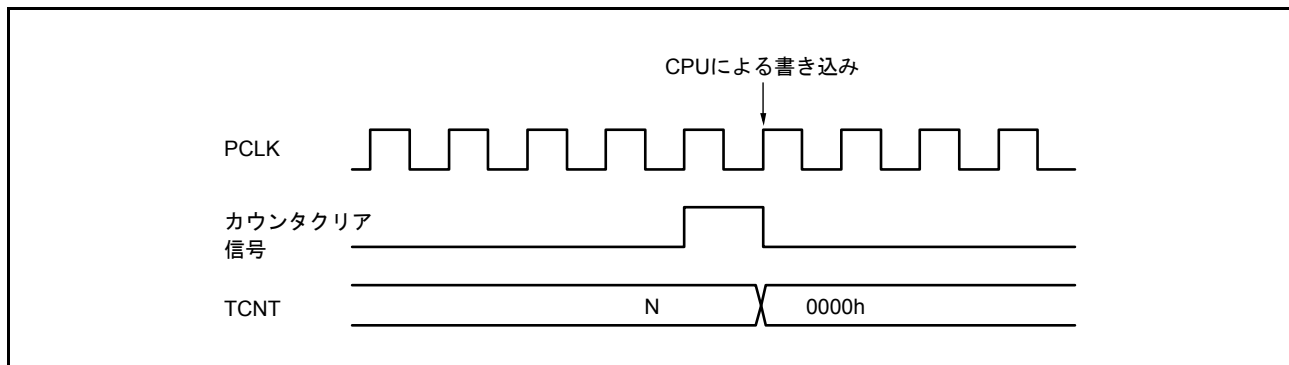 CPUによる書き込み
PCLK
カウンタクリア
信号
TCNT
N
0000h